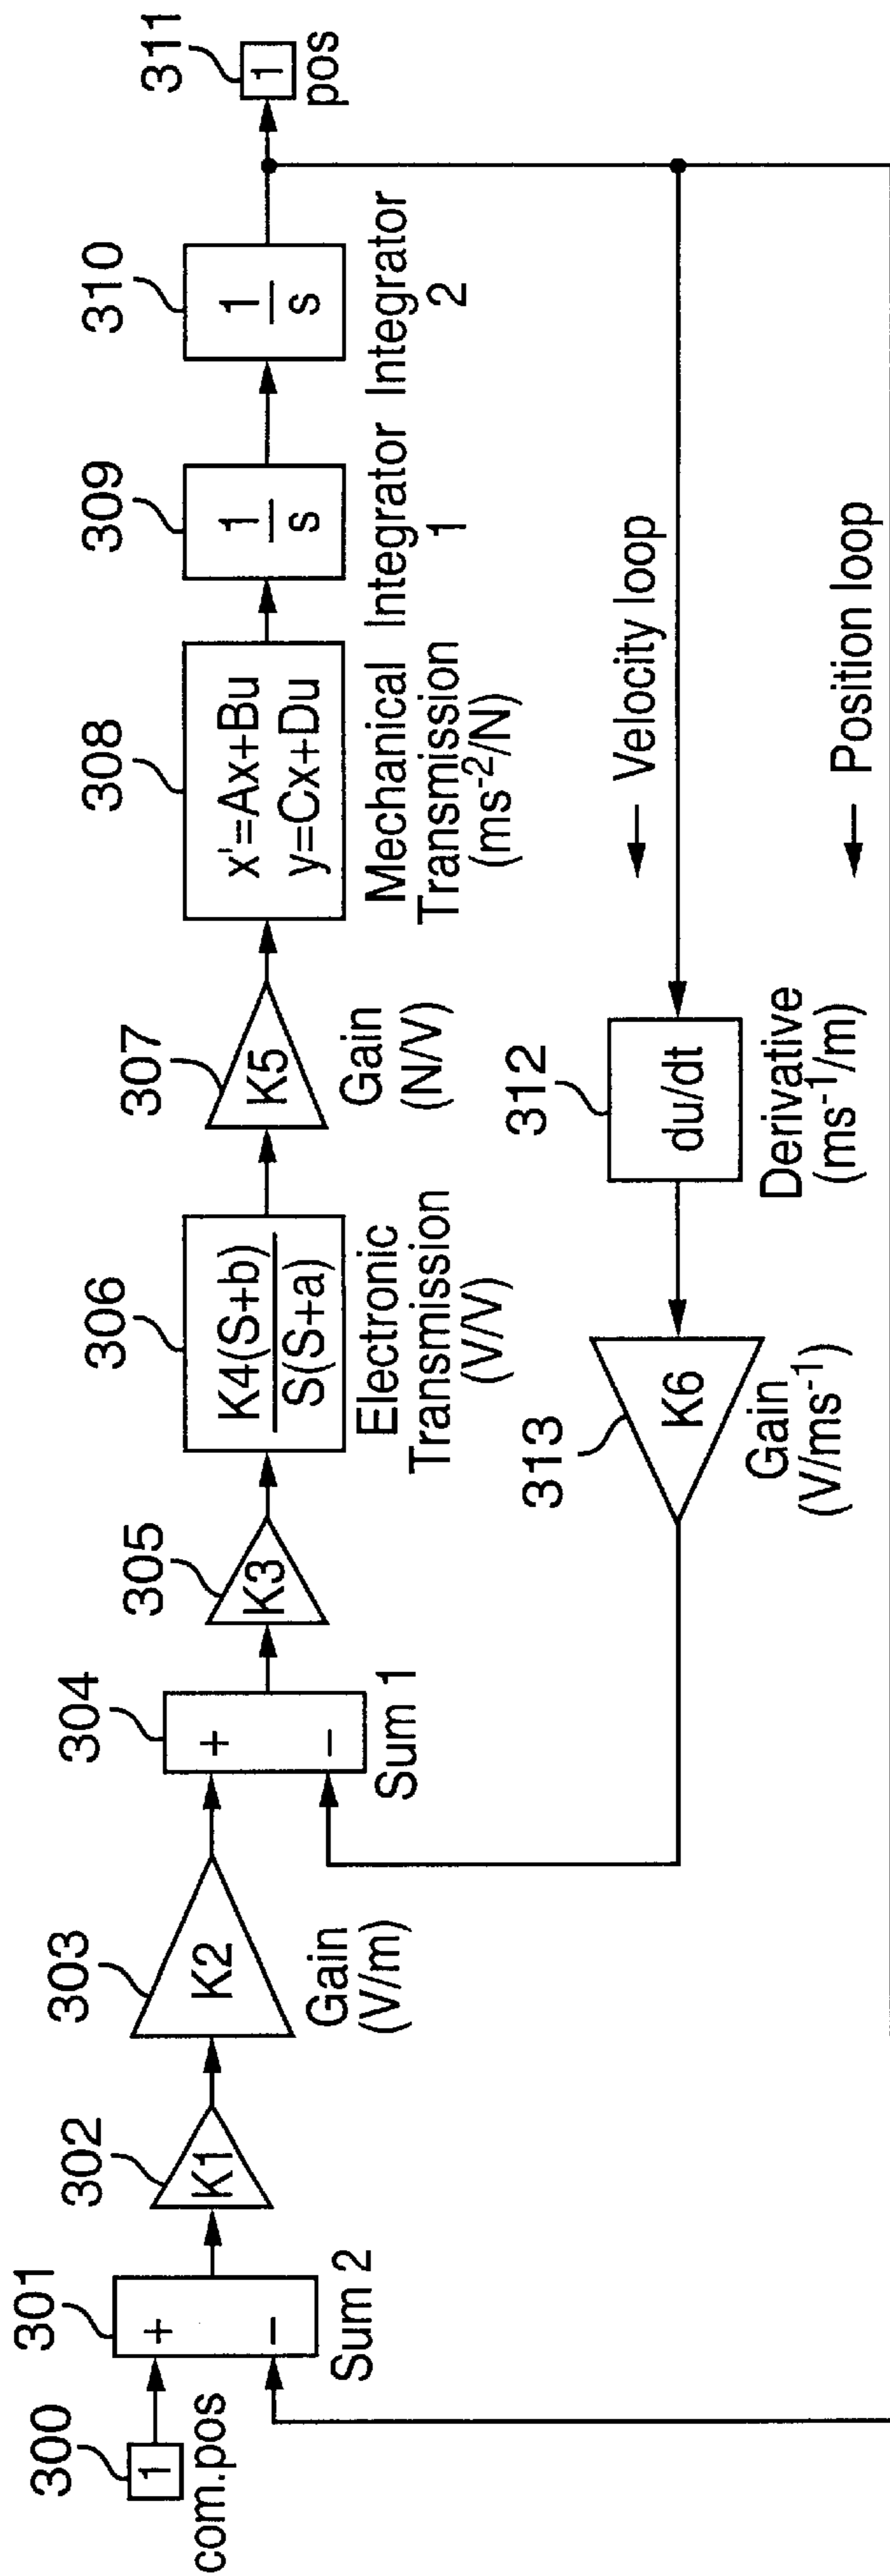 300
1
com.pos
301
+
−
Sum 2
302
K1
303
K2
Gain
(V/m)
304
+
−
Sum 1
305
K3
306
K4(S+b)
S(S+a)
Electronic
Transmission
(V/V)
307
K5
Gain
(N/V)
308
x'=Ax+Bu
y=Cx+Du
Mechanical
Transmission
(ms-2/N)
309
1
s
Integrator
1
310
1
s
Integrator
2
311
1
pos
313
K6
Gain
(V/ms-1)
312
du/dt
Derivative
(ms-1/m)
Velocity loop
Position loop